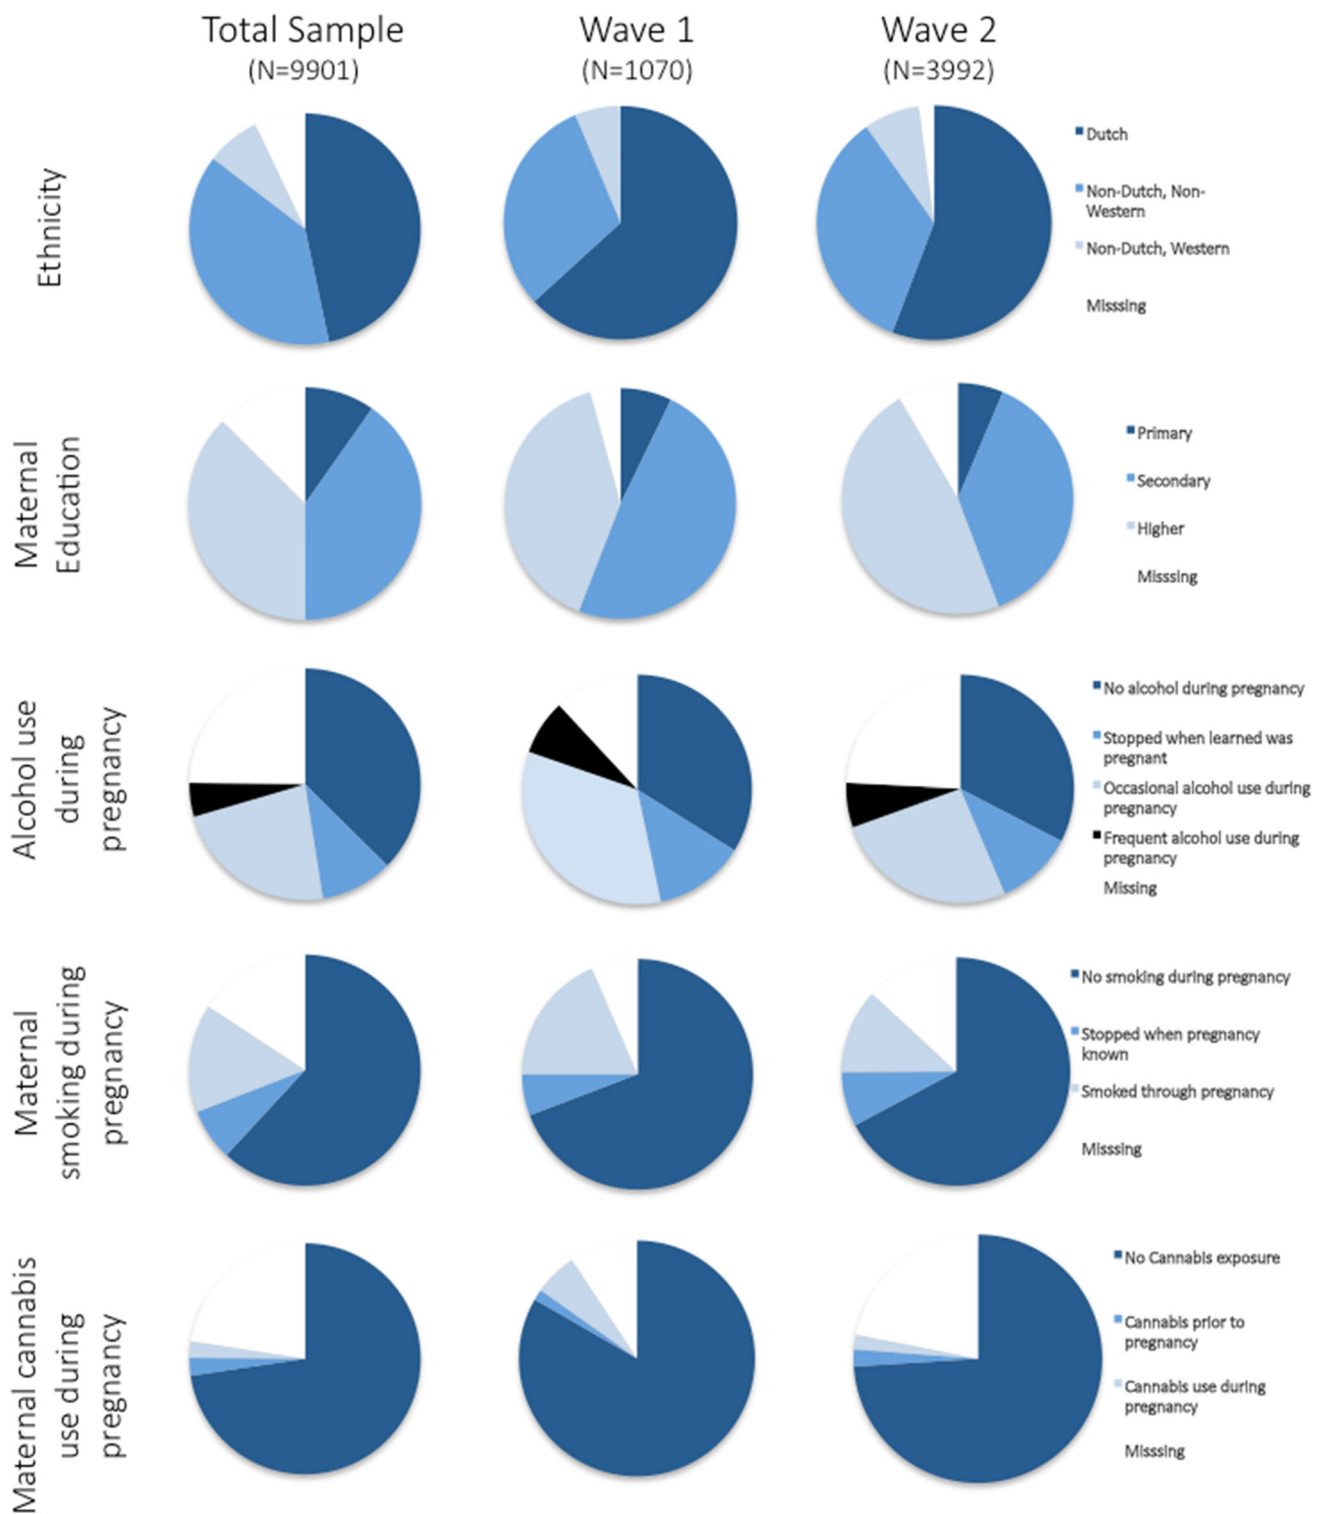 Total Sample
(N=9901)
Wave 1
(N=1070)
Wave 2
(N=3992)
Ethnicity
Dutch
Non-Dutch, Non-
Western
Non-Dutch, Western
Misssing
Maternal
Education
Primary
Secondary
Higher
Misssing
Alcohol use
during
pregnancy
No alcohol during pregnancy
Stopped when learned was
pregnant
Occasional alcohol use during
pregnancy
Frequent alcohol use during
pregnancy
Missing
Maternal
smoking during
pregnancy
No smoking during pregnancy
Stopped when pregnancy
known
Smoked through pregnancy
Misssing
Maternal cannabis
use during
pregnancy
No Cannabis exposure
Cannabis prior to
pregnancy
Cannabis use during
pregnancy
Misssing